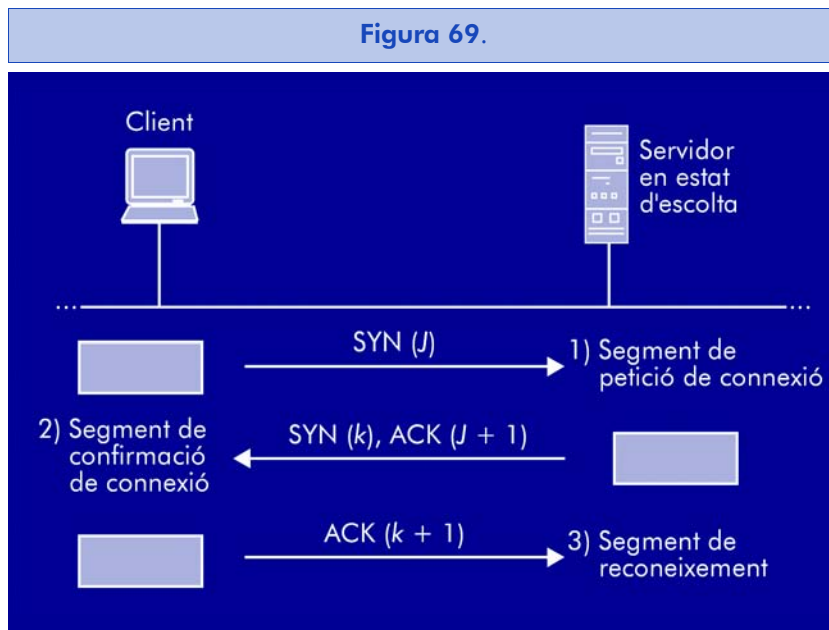 Figura 69.
Client
Servidor
en estat
d'escolta
...
...
SYN (J)
1) Segment de
petició de connexió
2) Segment de
confirmació
de connexió
SYN (k), ACK (J + 1)
ACK (k + 1)
3) Segment de
reconeixement